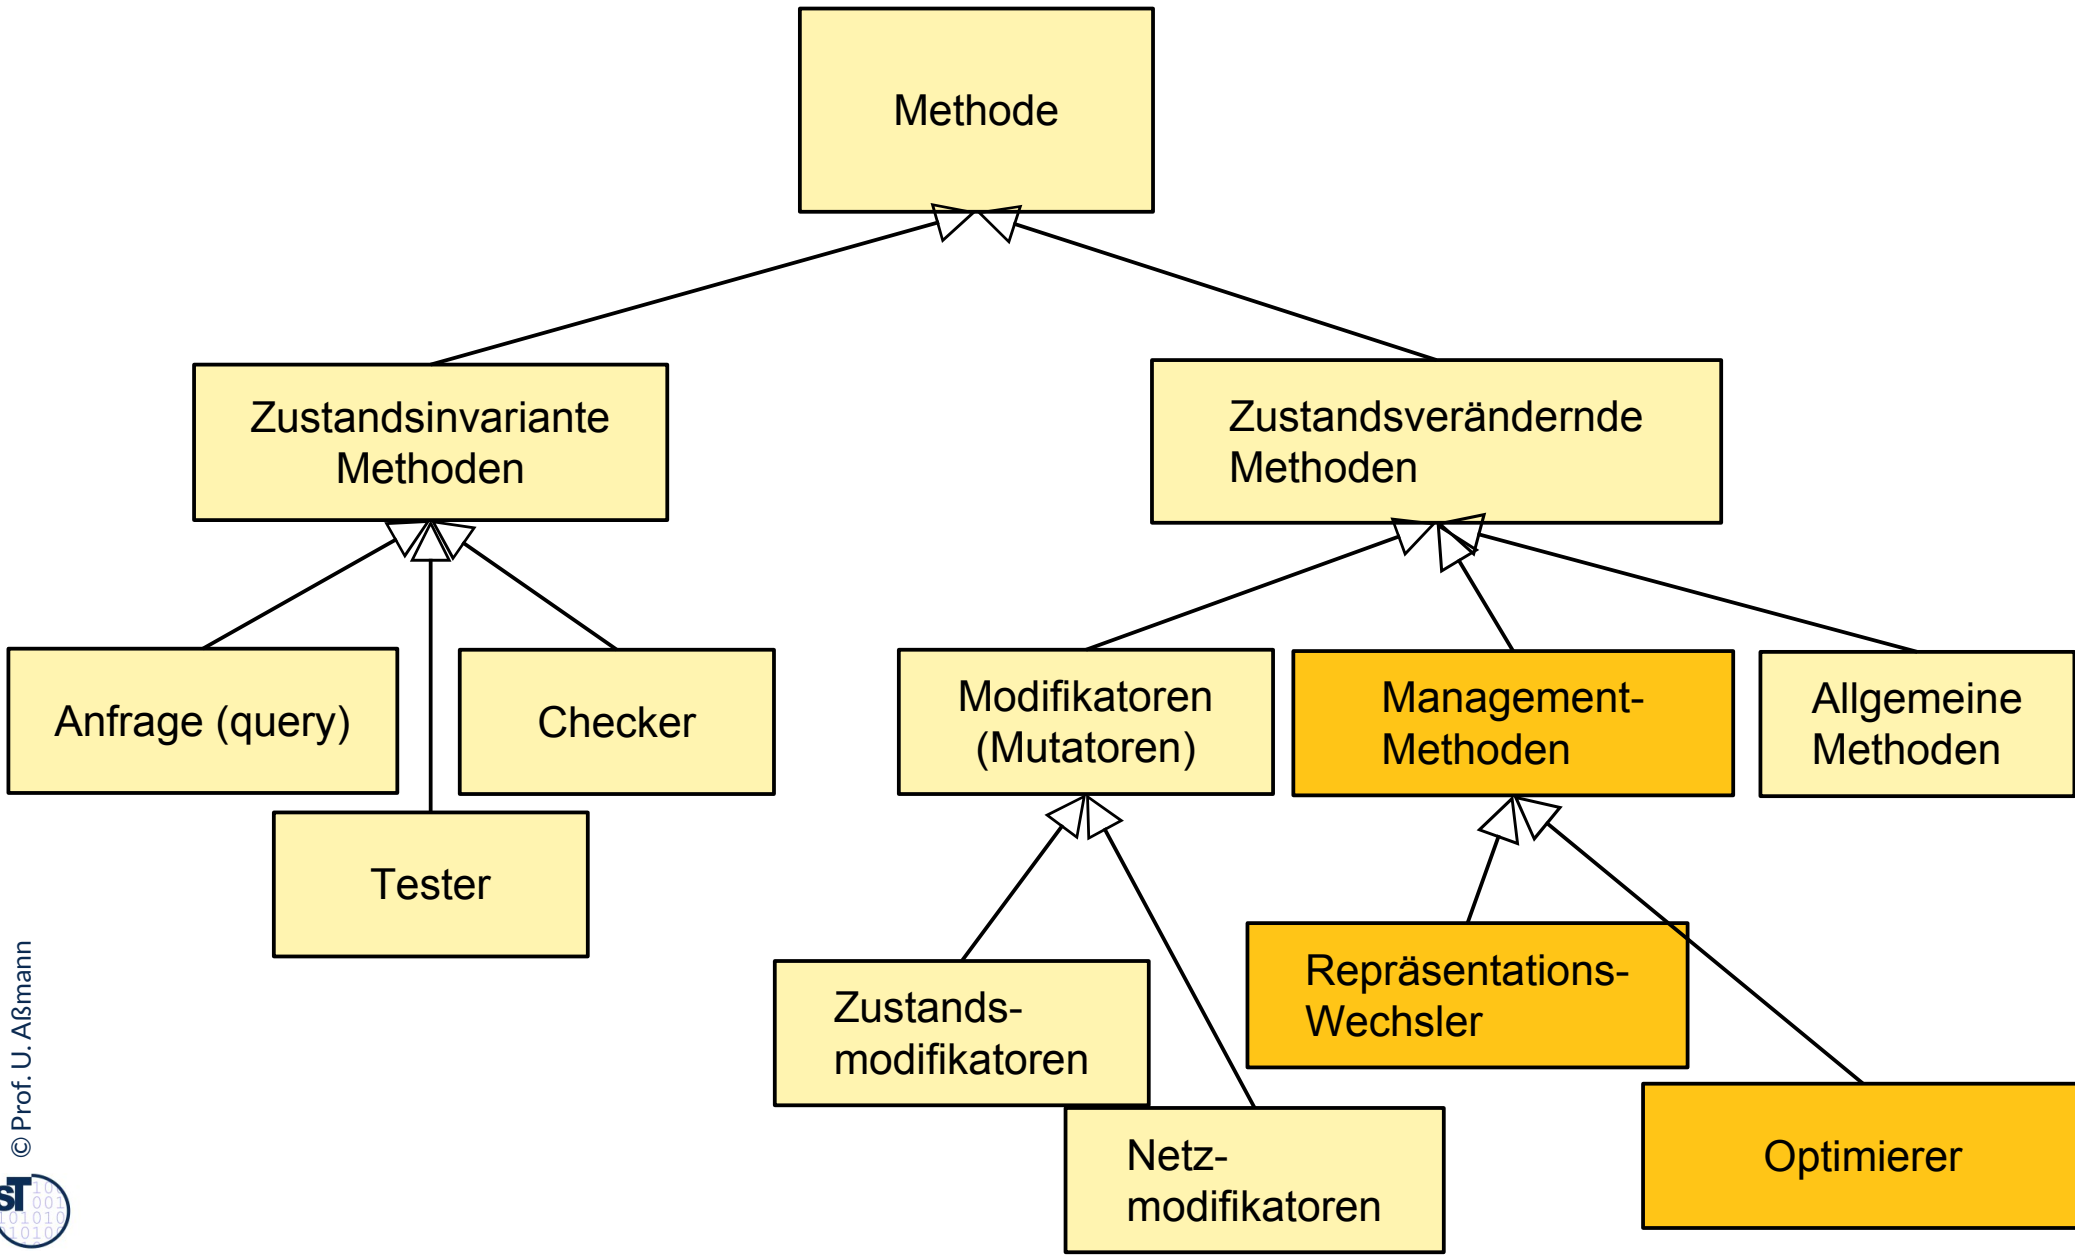 Methode
Zustandsinvariante
Methoden
Zustandsverändernde
Methoden
Anfrage (query)
Checker
Modifikatoren
(Mutatoren)
Management-
Methoden
Allgemeine
Methoden
Tester
Repräsentations-
Wechsler
Zustands-
modifikatoren
Netz-
modifikatoren
Optimierer
© Prof. U. Aßmann
ST